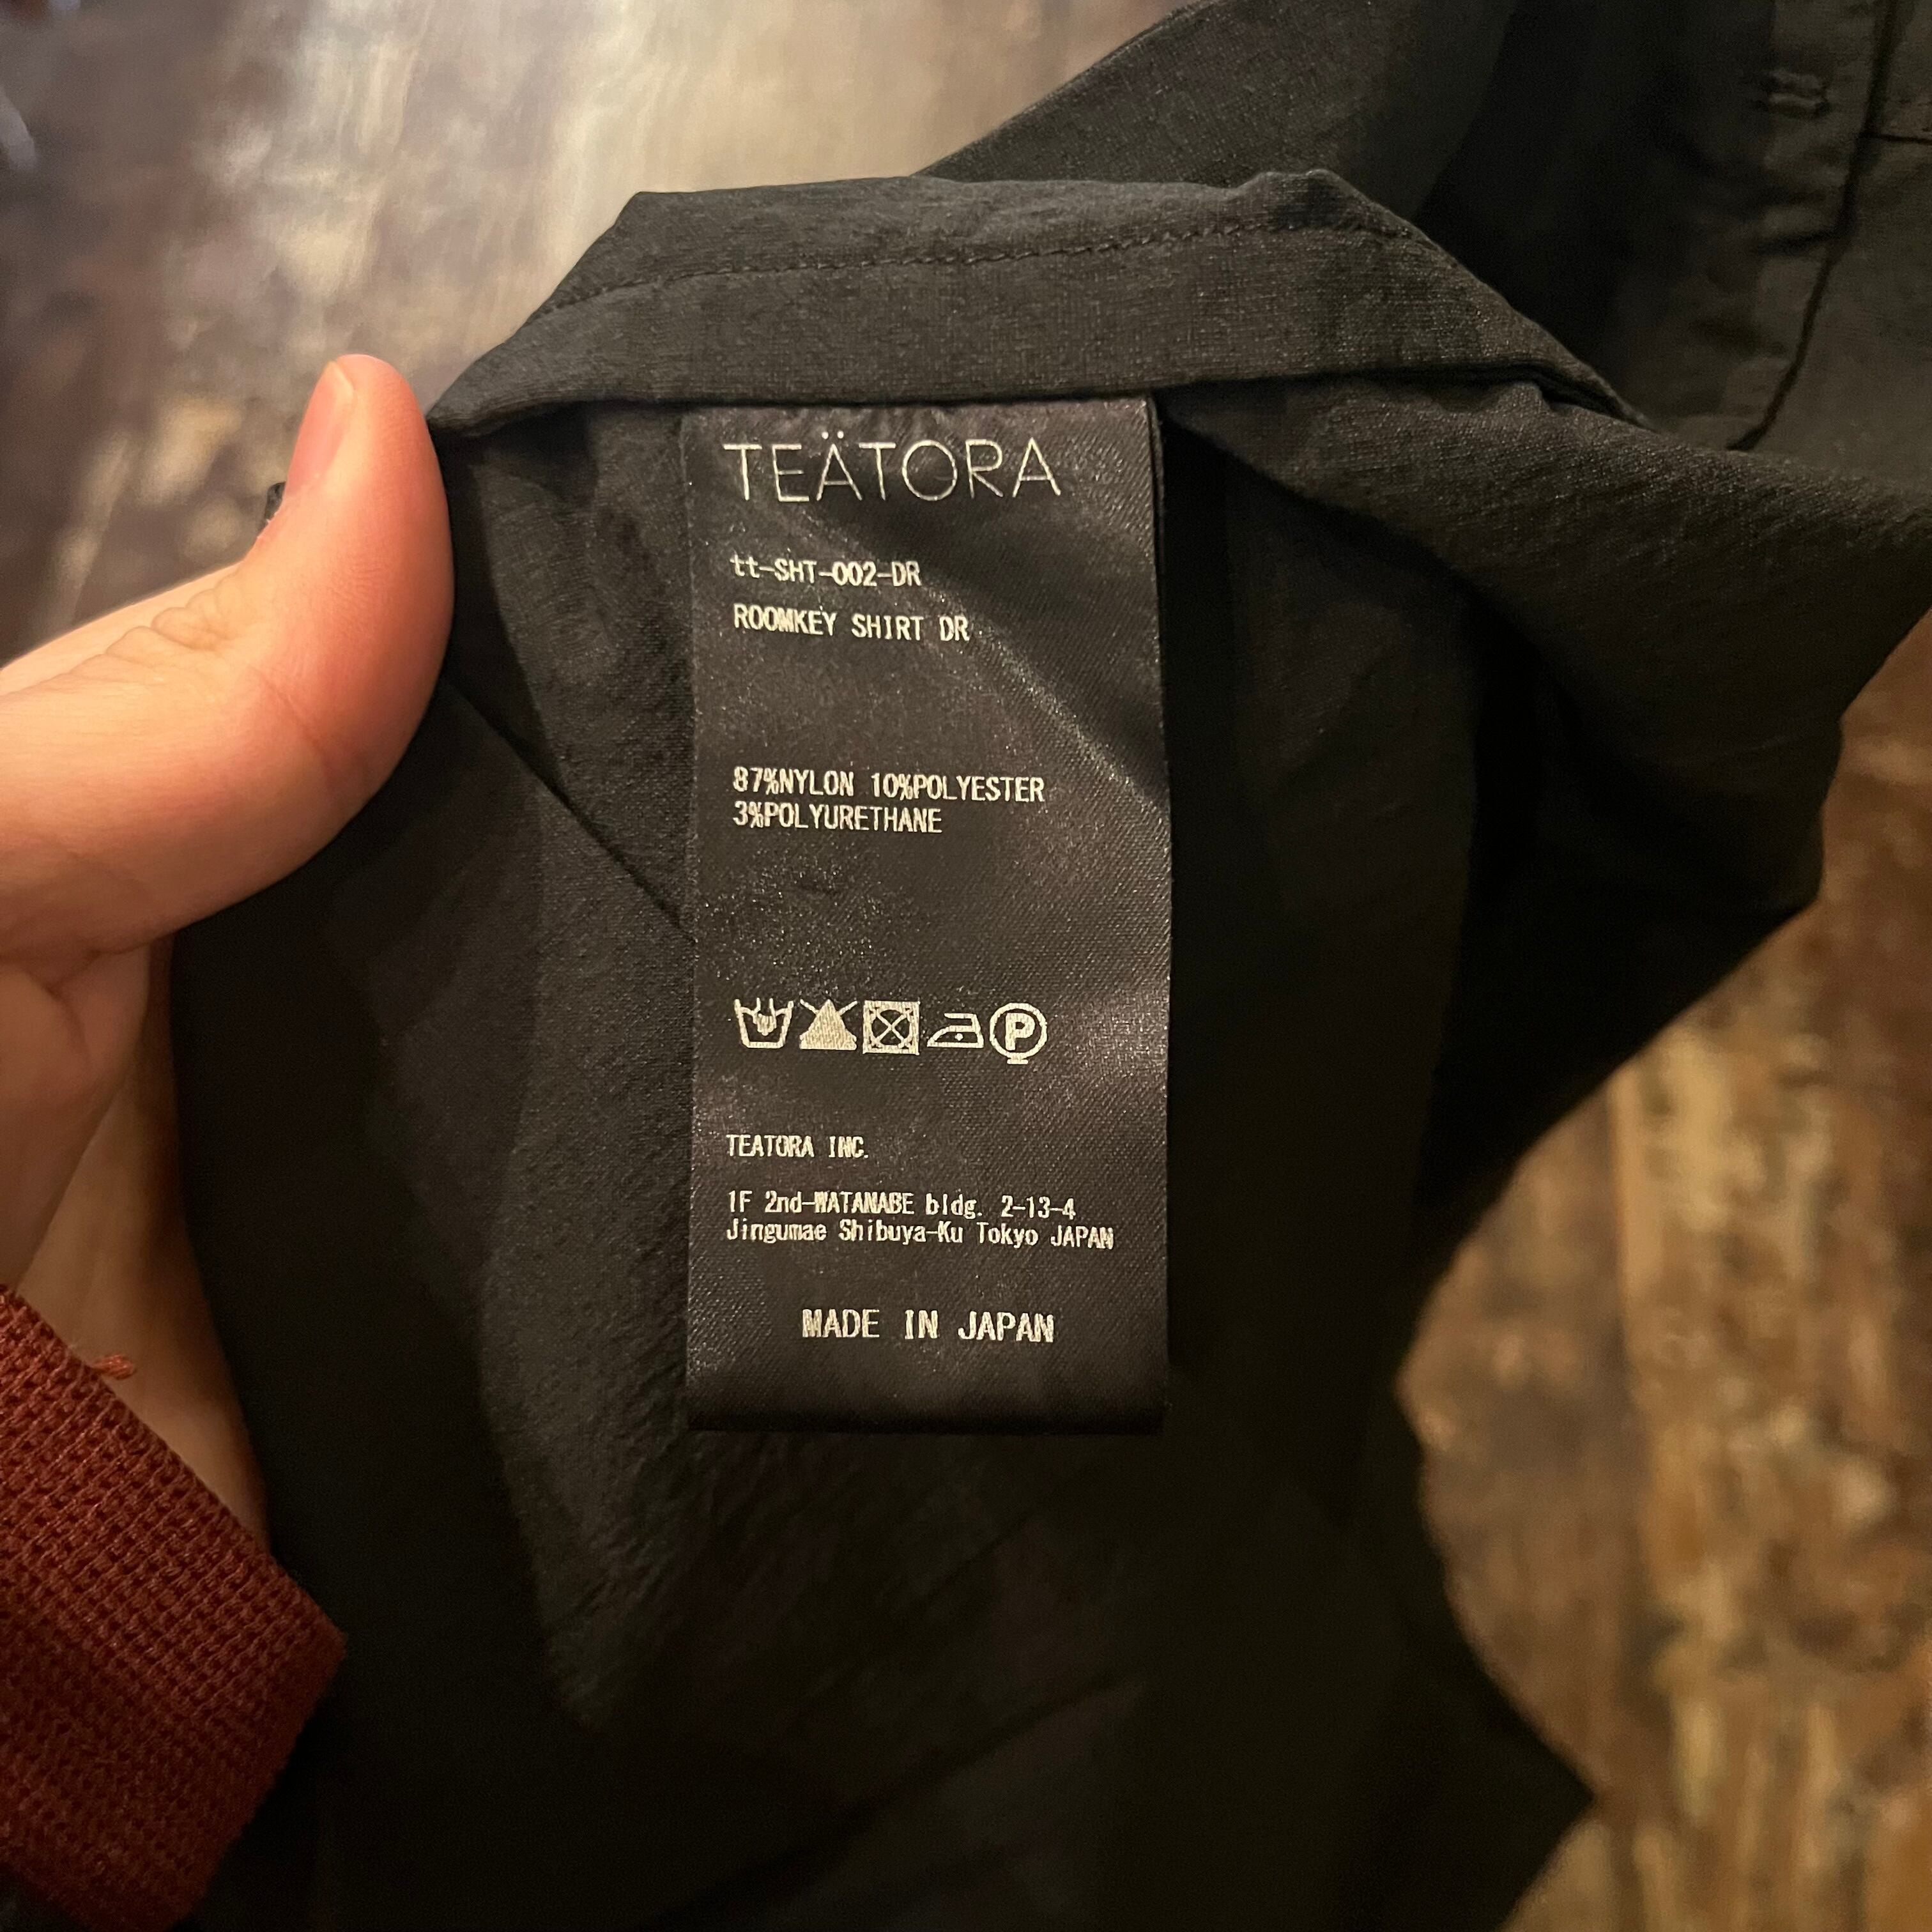 TEÄTORA
tt-SHT-002-DR
ROOMKEY SHIRT DR
87%NYLON 10%POLYESTER
3%POLYURETHANE
P
TEATORA INC.
1F 2nd-WATANABE bldg. 2-13-4
Jingumae Shibuya-Ku Tokyo JAPAN
MADE IN JAPAN